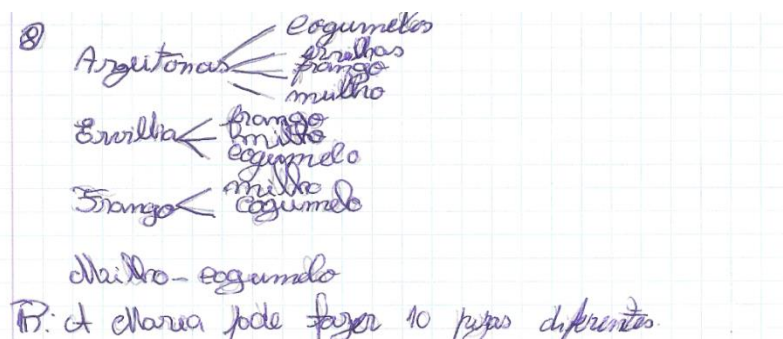 8
cogumelos
Azeitonas ervilhas
frango
milho
frango
Ervilha milho
cogumelo
milho
Frango cogumelo
Milho - cogumelo
R: A Maria pode fazer 10 pizas diferentes.